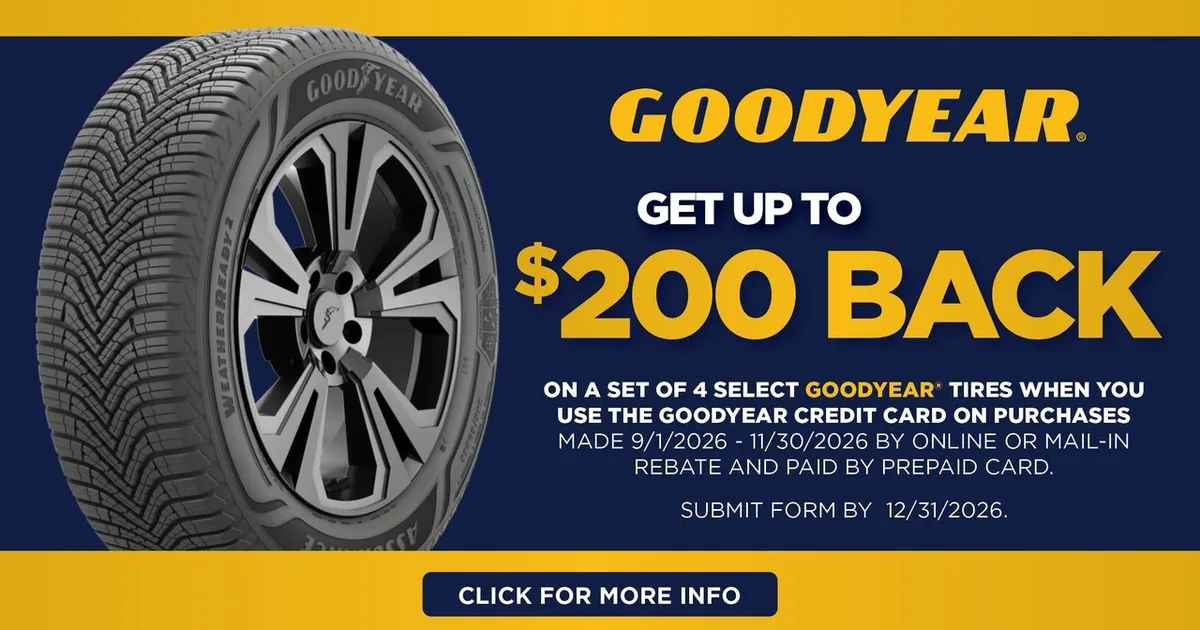 GOODYEAR
WEATHERREADY 2
ASSURANCE
GOODYEAR®
GET UP TO
$200 BACK
ON A SET OF 4 SELECT GOODYEAR® TIRES WHEN YOU
USE THE GOODYEAR CREDIT CARD ON PURCHASES
MADE 9/1/2026 - 11/30/2026 BY ONLINE OR MAIL-IN
REBATE AND PAID BY PREPAID CARD.
SUBMIT FORM BY 12/31/2026.
CLICK FOR MORE INFO